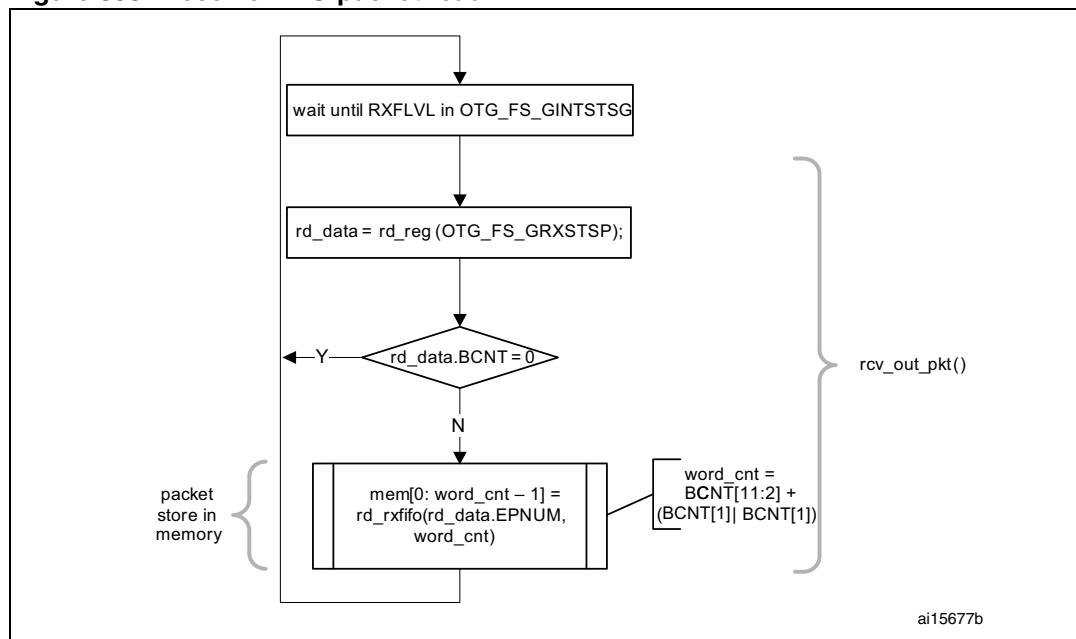 wait until RXFLVL in OTG_FS_GINTSTSG
rd_data = rd_reg (OTG_FS_GRXSTSP);
rd_data.BCNT = 0
Y
rcv_out_pkt()
N
packet
store in
memory
mem[0: word_cnt – 1] =
rd_rxfifo(rd_data.EPNUM,
word_cnt)
word_cnt =
BCNT[11:2] +
(BCNT[1] | BCNT[1])
ai15677b